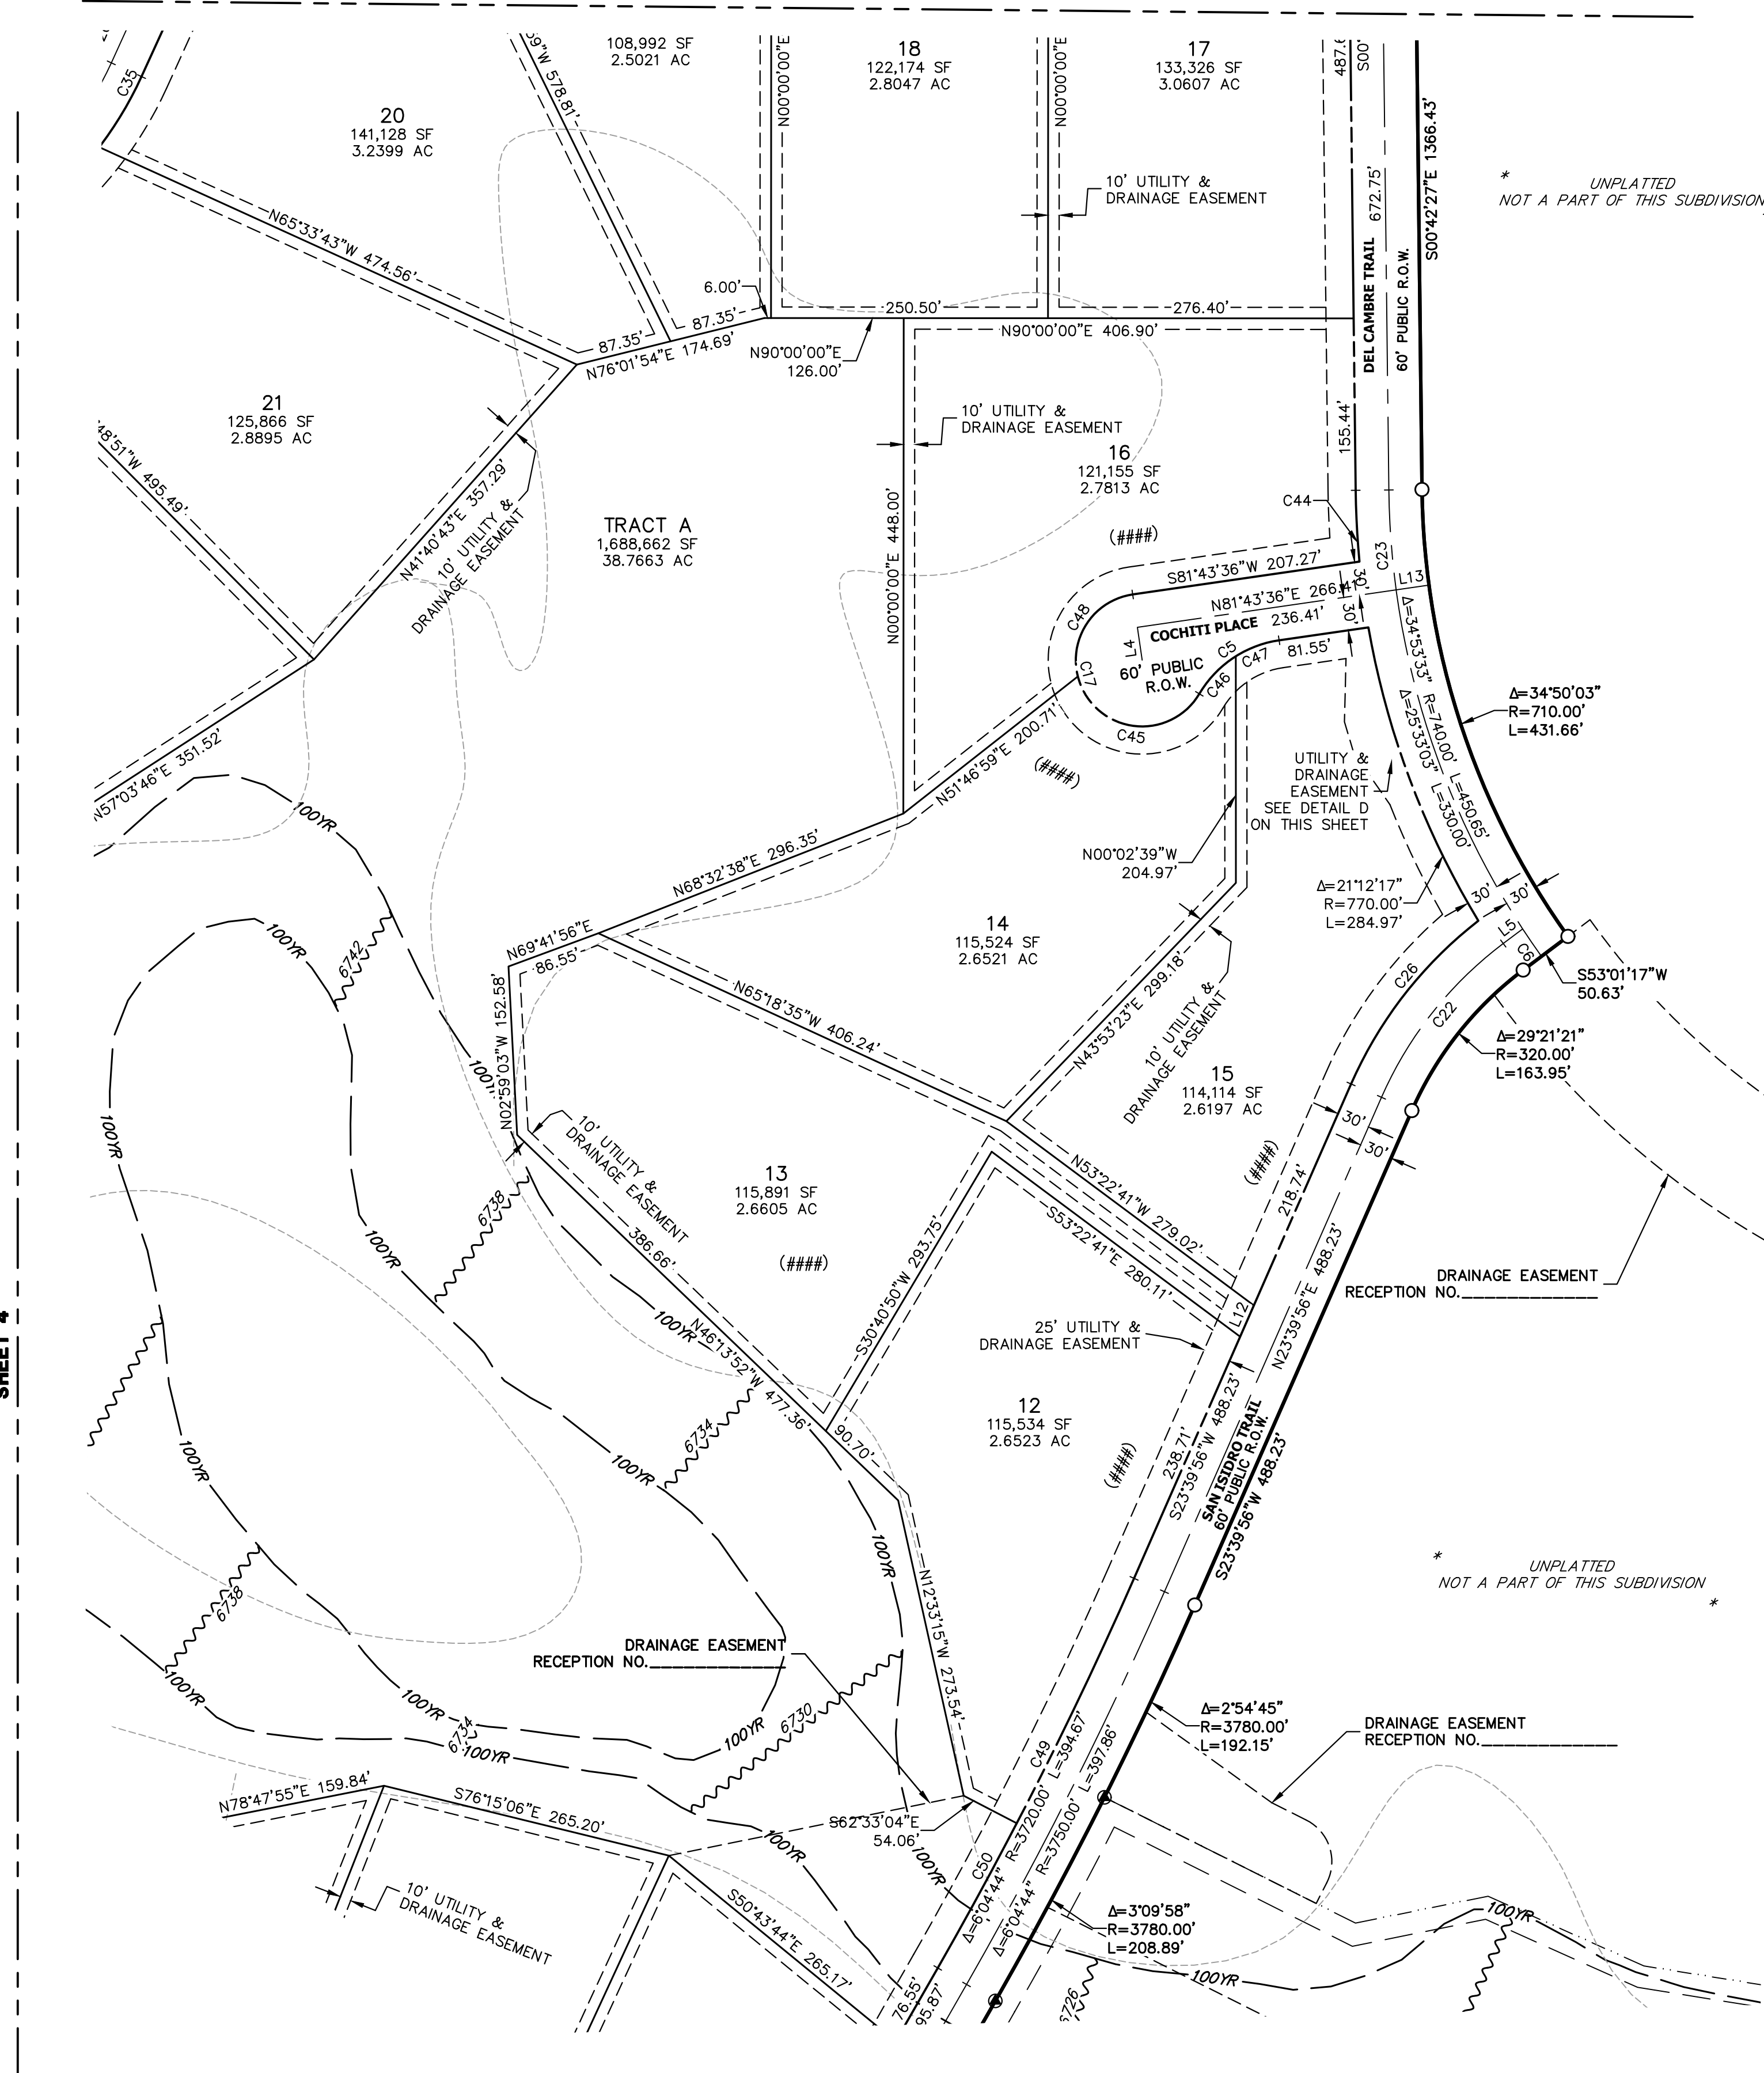 SHEET 4
C35
20
141,128 SF
3.2399 AC
59"W 578.81'
108,992 SF
2.5021 AC
N00°00'00"E
18
122,174 SF
2.8047 AC
N00°00'00"E
17
133,326 SF
3.0607 AC
S00°
DEL CAMBRE TRAIL
672.75'
60' PUBLIC R.O.W.
S00°42'27"E 1366.43'
*
UNPLATTED
NOT A PART OF THIS SUBDIVISION
10' UTILITY &
DRAINAGE EASEMENT
N65°33'43"W 474.56'
6.00'
87.35'
87.35'
N76°01'54"E 174.69'
250.50'
276.40'
N90°00'00"E
126.00'
N90°00'00"E 406.90'
21
125,866 SF
2.8895 AC
48'51"W 495.49'
N41°40'43"E 357.29'
10' UTILITY &
DRAINAGE EASEMENT
TRACT A
1,688,662 SF
38.7663 AC
10' UTILITY &
DRAINAGE EASEMENT
N00°00'00"E 448.00'
16
121,155 SF
2.7813 AC
(####)
155.44'
C44
C23
L13
S81°43'36"W 207.27'
N81°43'36"E 266.41'
30'
30'
COCHITI PLACE
236.41'
60' PUBLIC
R.O.W.
L4
C48
C17
C45
C46
C5
C47
81.55'
Δ=34°53'33" R=740.00' L=450.65'
Δ=25°33'03" L=330.00'
Δ=34°50'03"
R=710.00'
L=431.66'
N57°03'46"E 351.52'
N51°46'59"E 200.71'
(####)
UTILITY &
DRAINAGE
EASEMENT
SEE DETAIL D
ON THIS SHEET
N00°02'39"W
204.97'
Δ=21°12'17"
R=770.00'
L=284.97'
30'
30'
L5
C6
S53°01'17"W
50.63'
C26
C22
Δ=29°21'21"
R=320.00'
L=163.95'
100YR
100YR
6742
N68°32'38"E 296.35'
N69°41'56"E
86.55'
14
115,524 SF
2.6521 AC
N65°18'35"W 406.24'
N43°53'23"E 299.18'
10' UTILITY &
DRAINAGE EASEMENT
15
114,114 SF
2.6197 AC
N02°59'03"W 152.58'
100YR
100YR
6738
100YR
10' UTILITY &
DRAINAGE EASEMENT
13
115,891 SF
2.6605 AC
(####)
(####)
N53°22'41"W 279.02'
S53°22'41"E 280.11'
218.74'
30'
30'
L12
N23°39'56"E 488.23'
DRAINAGE EASEMENT
RECEPTION NO.____________
386.66'
N46°13'52"W 477.36'
100YR
S30°40'50"W 293.75'
90.70'
25' UTILITY &
DRAINAGE EASEMENT
12
115,534 SF
2.6523 AC
(####)
238.71'
S23°39'56"W 488.23'
SAN ISIDRO TRAIL
60' PUBLIC R.O.W.
S23°39'56"W 488.23'
6734
100YR
100YR
100YR
N12°33'15"W 273.54'
*
UNPLATTED
NOT A PART OF THIS SUBDIVISION
*
6738
DRAINAGE EASEMENT
RECEPTION NO.____________
100YR
100YR
6734
100YR
100YR
6730
C49
L=394.67'
L=397.86'
Δ=2°54'45"
R=3780.00'
L=192.15'
DRAINAGE EASEMENT
RECEPTION NO.____________
N78°47'55"E 159.84'
S76°15'06"E 265.20'
100YR
S62°33'04"E
54.06'
100YR
C50
Δ=6°04'44" R=3720.00'
Δ=6°04'44" R=3750.00'
10' UTILITY &
DRAINAGE EASEMENT
S50°43'44"E 265.17'
Δ=3°09'58"
R=3780.00'
L=208.89'
100YR
100YR
76.55'
95.87'
6726